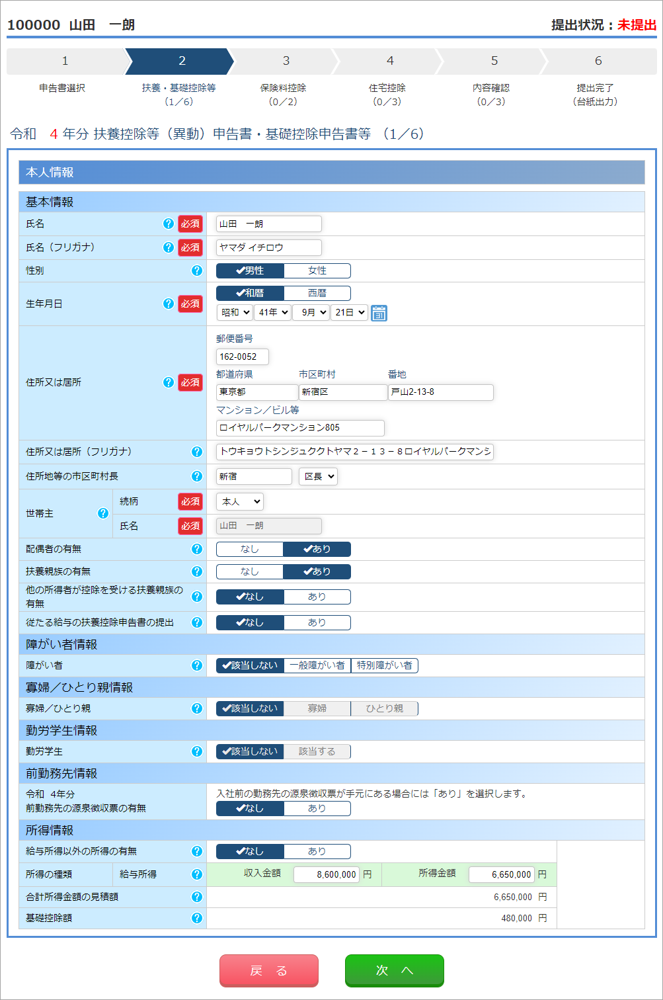 100000 山田　一朗
提出状況：未提出
1 2 3 4 5 6
申告書選択 扶養・基礎控除等 保険料控除 住宅控除 内容確認 提出完了
（1／6） （0／2） （0／3） （0／3） （台紙出力）
令和　4 年分 扶養控除等（異動）申告書・基礎控除申告書等 （1／6）
本人情報
基本情報
氏名 ? 必須 山田　一朗
氏名（フリガナ） ? 必須 ヤマダ イチロウ
性別 ? ✔男性 女性
生年月日 ? 必須 ✔和暦 西暦
昭和 41年 9月 21日 31
郵便番号
162-0052
都道府県 市区町村 番地
住所又は居所 ? 必須
東京都 新宿区 戸山2-13-8
マンション／ビル等
ロイヤルパークマンション805
住所又は居所（フリガナ） ? トウキョウトシンジュククトヤマ２－１３－８ロイヤルパークマンシ
住所地等の市区町村長 ? 新宿 区長
世帯主 ? 続柄 必須 本人
氏名 必須 山田　一朗
配偶者の有無 ? なし ✔あり
扶養親族の有無 ? なし ✔あり
他の所得者が控除を受ける扶養親族の
有無 ? ✔なし あり
従たる給与の扶養控除申告書の提出 ? ✔なし あり
障がい者情報
障がい者 ? ✔該当しない 一般障がい者 特別障がい者
寡婦／ひとり親情報
寡婦／ひとり親 ? ✔該当しない 寡婦 ひとり親
勤労学生情報
勤労学生 ? ✔該当しない 該当する
前勤務先情報
令和 4年分
前勤務先の源泉徴収票の有無
入社前の勤務先の源泉徴収票が手元にある場合には「あり」を選択します。
✔なし あり
所得情報
給与所得以外の所得の有無 ? ✔なし あり
所得の種類 給与所得 ? 収入金額 8,600,000 円 所得金額 6,650,000 円
合計所得金額の見積額 ? 6,650,000 円
基礎控除額 ? 480,000 円
戻　る 次　へ